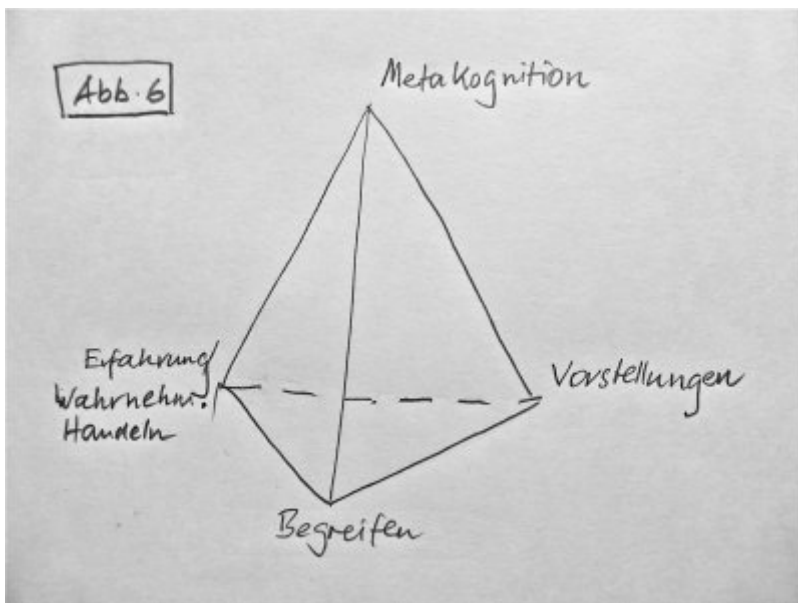 Abb. 6
Metakognition
Erfahrung
Wahrnehm.
Handeln
Vorstellungen
Begreifen